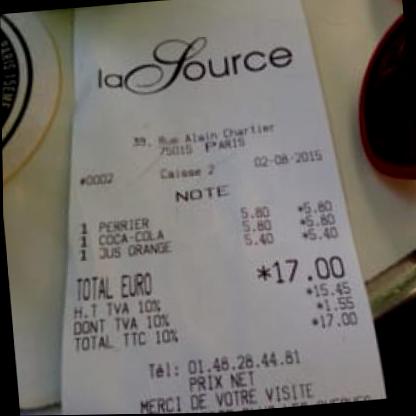 la Source
39, Rue Alain Chartier
75015 PARIS
#0002 Caisse 2 02-08-2015
NOTE
1 PERRIER 5.80 *5.80
1 COCA-COLA 5.80 *5.80
1 JUS ORANGE 5.40 *5.40
TOTAL EURO *17.00
H.T TVA 10% *15.45
DONT TVA 10% *1.55
TOTAL TTC 10% *17.00
Tél: 01.48.28.44.81
PRIX NET
MERCI DE VOTRE VISITE